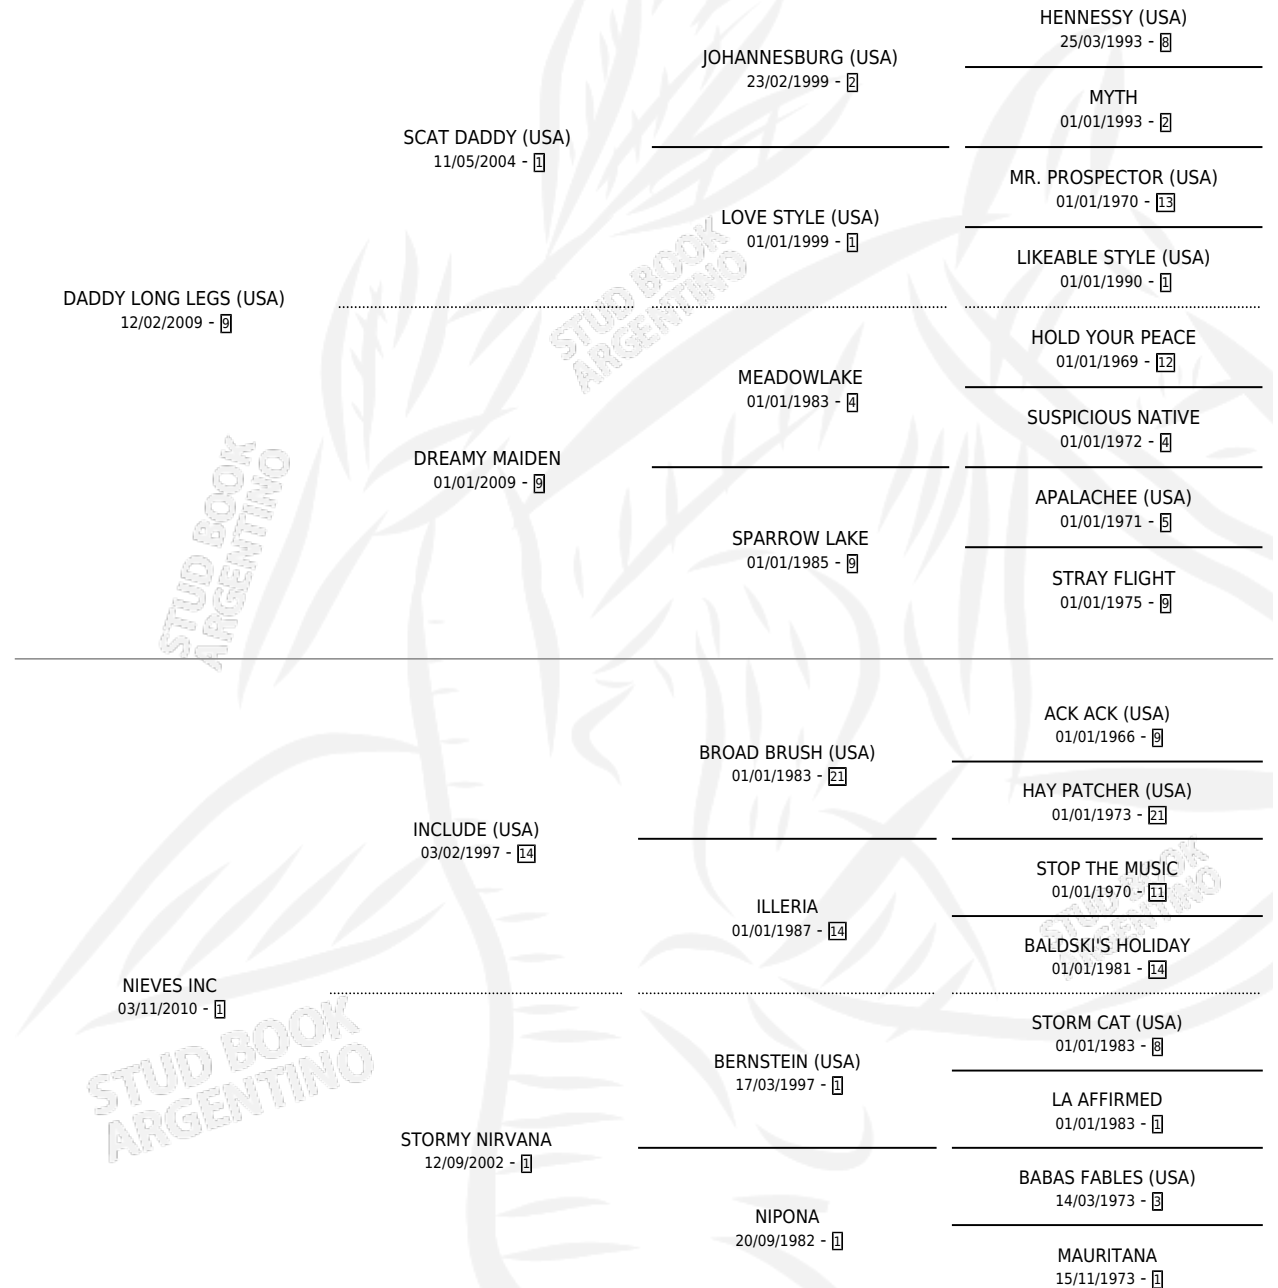 HENNESSY (USA)
25/03/1993 - 8
JOHANNESBURG (USA)
23/02/1999 - 2
MYTH
01/01/1993 - 2
SCAT DADDY (USA)
11/05/2004 - 1
MR. PROSPECTOR (USA)
01/01/1970 - 13
LOVE STYLE (USA)
01/01/1999 - 1
LIKEABLE STYLE (USA)
01/01/1990 - 1
DADDY LONG LEGS (USA)
12/02/2009 - 9
HOLD YOUR PEACE
01/01/1969 - 12
MEADOWLAKE
01/01/1983 - 4
SUSPICIOUS NATIVE
01/01/1972 - 4
DREAMY MAIDEN
01/01/2009 - 9
APALACHEE (USA)
01/01/1971 - 5
SPARROW LAKE
01/01/1985 - 9
STRAY FLIGHT
01/01/1975 - 9
ACK ACK (USA)
01/01/1966 - 9
BROAD BRUSH (USA)
01/01/1983 - 21
HAY PATCHER (USA)
01/01/1973 - 21
INCLUDE (USA)
03/02/1997 - 14
STOP THE MUSIC
01/01/1970 - 11
ILLERIA
01/01/1987 - 14
BALDSKI'S HOLIDAY
01/01/1981 - 14
NIEVES INC
03/11/2010 - 1
STORM CAT (USA)
01/01/1983 - 8
BERNSTEIN (USA)
17/03/1997 - 1
LA AFFIRMED
01/01/1983 - 1
STORMY NIRVANA
12/09/2002 - 1
BABAS FABLES (USA)
14/03/1973 - 3
NIPONA
20/09/1982 - 1
MAURITANA
15/11/1973 - 1
STUD BOOK
ARGENTINO
STUD BOOK
ARGENTINO
STUD BOOK
ARGENTINO
STUD BOOK
ARGENTINO